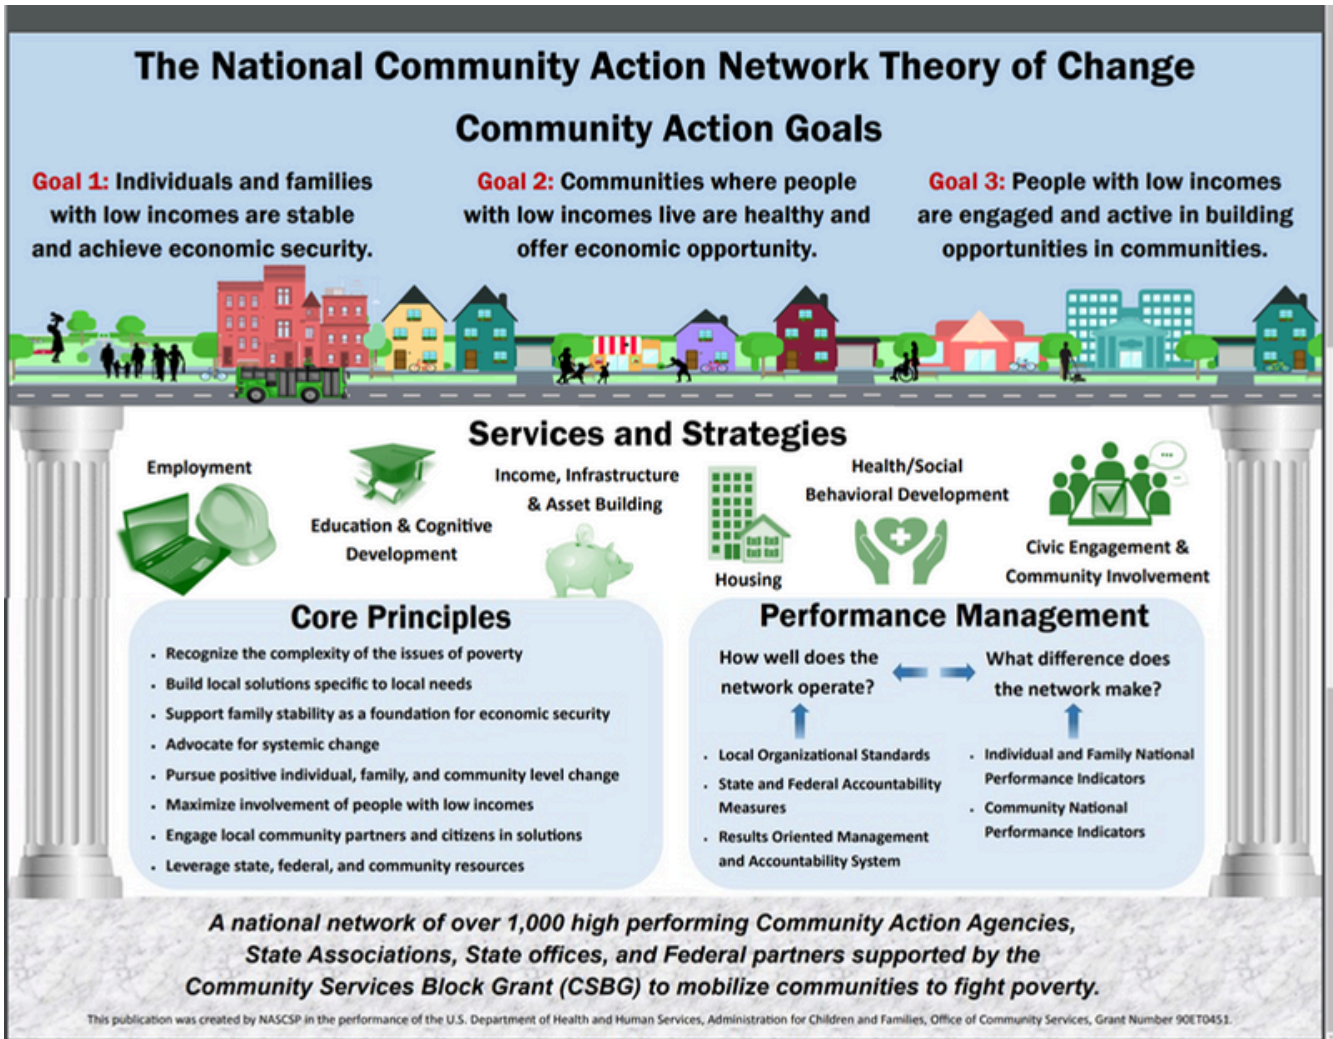 The National Community Action Network Theory of Change
Community Action Goals
Goal 1: Individuals and families
with low incomes are stable
and achieve economic security.
Goal 2: Communities where people
with low incomes live are healthy and
offer economic opportunity.
Goal 3: People with low incomes
are engaged and active in building
opportunities in communities.
Services and Strategies
Employment
Education & Cognitive
Development
Income, Infrastructure
& Asset Building
Housing
Health/Social
Behavioral Development
Civic Engagement &
Community Involvement
Core Principles
• Recognize the complexity of the issues of poverty
• Build local solutions specific to local needs
• Support family stability as a foundation for economic security
• Advocate for systemic change
• Pursue positive individual, family, and community level change
• Maximize involvement of people with low incomes
• Engage local community partners and citizens in solutions
• Leverage state, federal, and community resources
Performance Management
How well does the
network operate?
• Local Organizational Standards
• State and Federal Accountability
Measures
• Results Oriented Management
and Accountability System
What difference does
the network make?
• Individual and Family National
Performance Indicators
• Community National
Performance Indicators
A national network of over 1,000 high performing Community Action Agencies,
State Associations, State offices, and Federal partners supported by the
Community Services Block Grant (CSBG) to mobilize communities to fight poverty.
This publication was created by NASCSP in the performance of the U.S. Department of Health and Human Services, Administration for Children and Families, Office of Community Services, Grant Number 90ET0451.